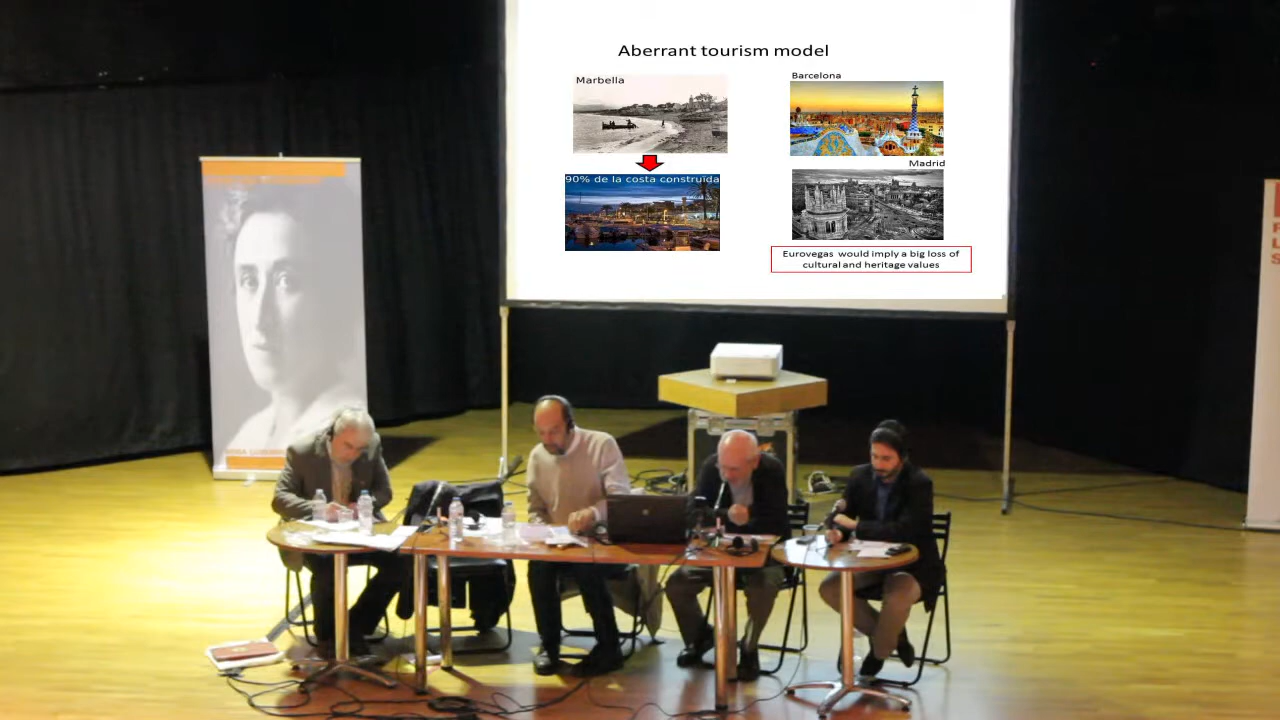 Aberrant tourism model
Marbella
90% de la costa construïda
Barcelona
Madrid
Eurovegas would imply a big loss of
cultural and heritage values